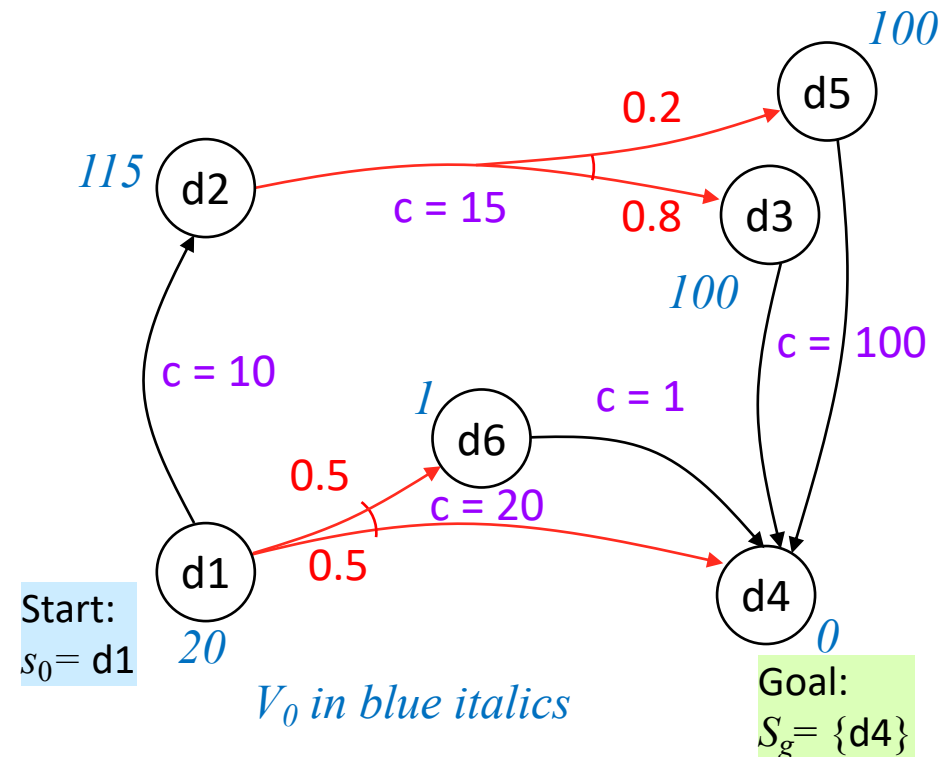 100
d5
0.2
115
d2
c = 15
0.8
d3
100
c = 10
c = 100
1
d6
c = 1
0.5
c = 20
0.5
d1
d4
Start:
s₀= d1
20
0
V₀ in blue italics
Goal:
S_g= {d4}